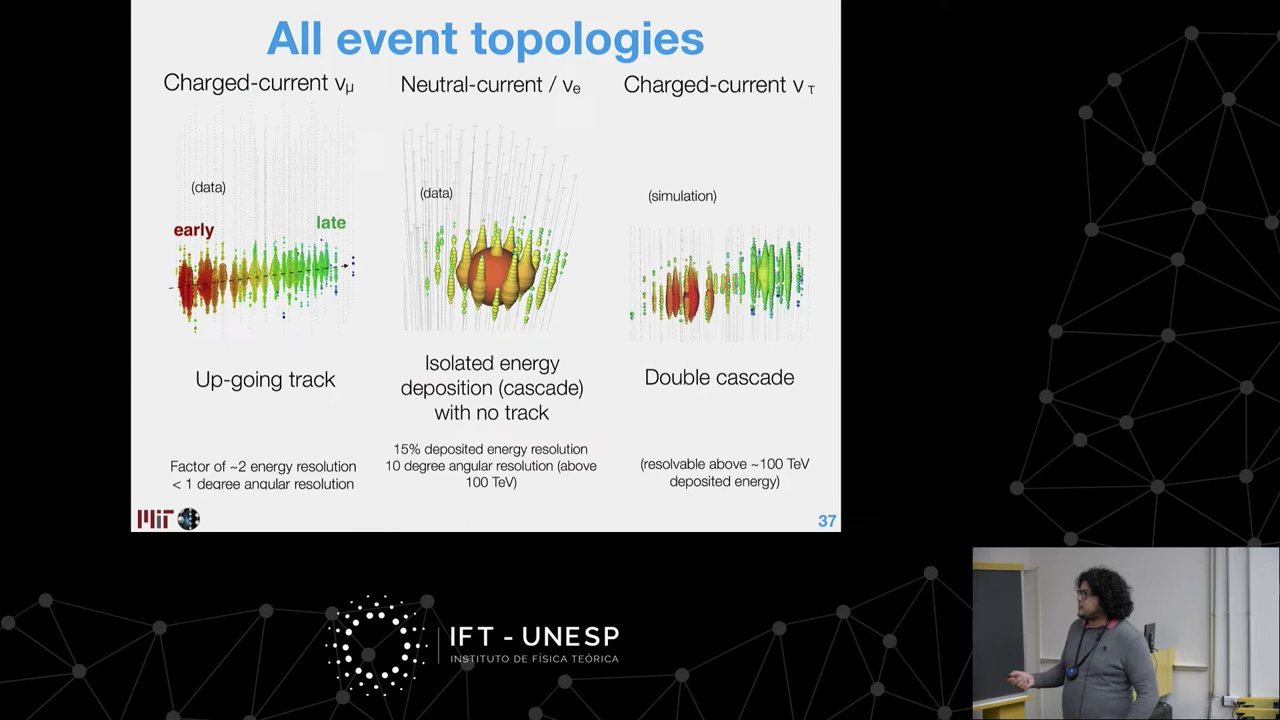 All event topologies
Charged-current νμ
Neutral-current / νe
Charged-current ντ
(data)
early
late
(data)
(simulation)
Up-going track
Isolated energy
deposition (cascade)
with no track
Double cascade
Factor of ~2 energy resolution
< 1 degree angular resolution
15% deposited energy resolution
10 degree angular resolution (above
100 TeV)
(resolvable above ~100 TeV
deposited energy)
MIT
37
IFT - UNESP
INSTITUTO DE FÍSICA TEÓRICA